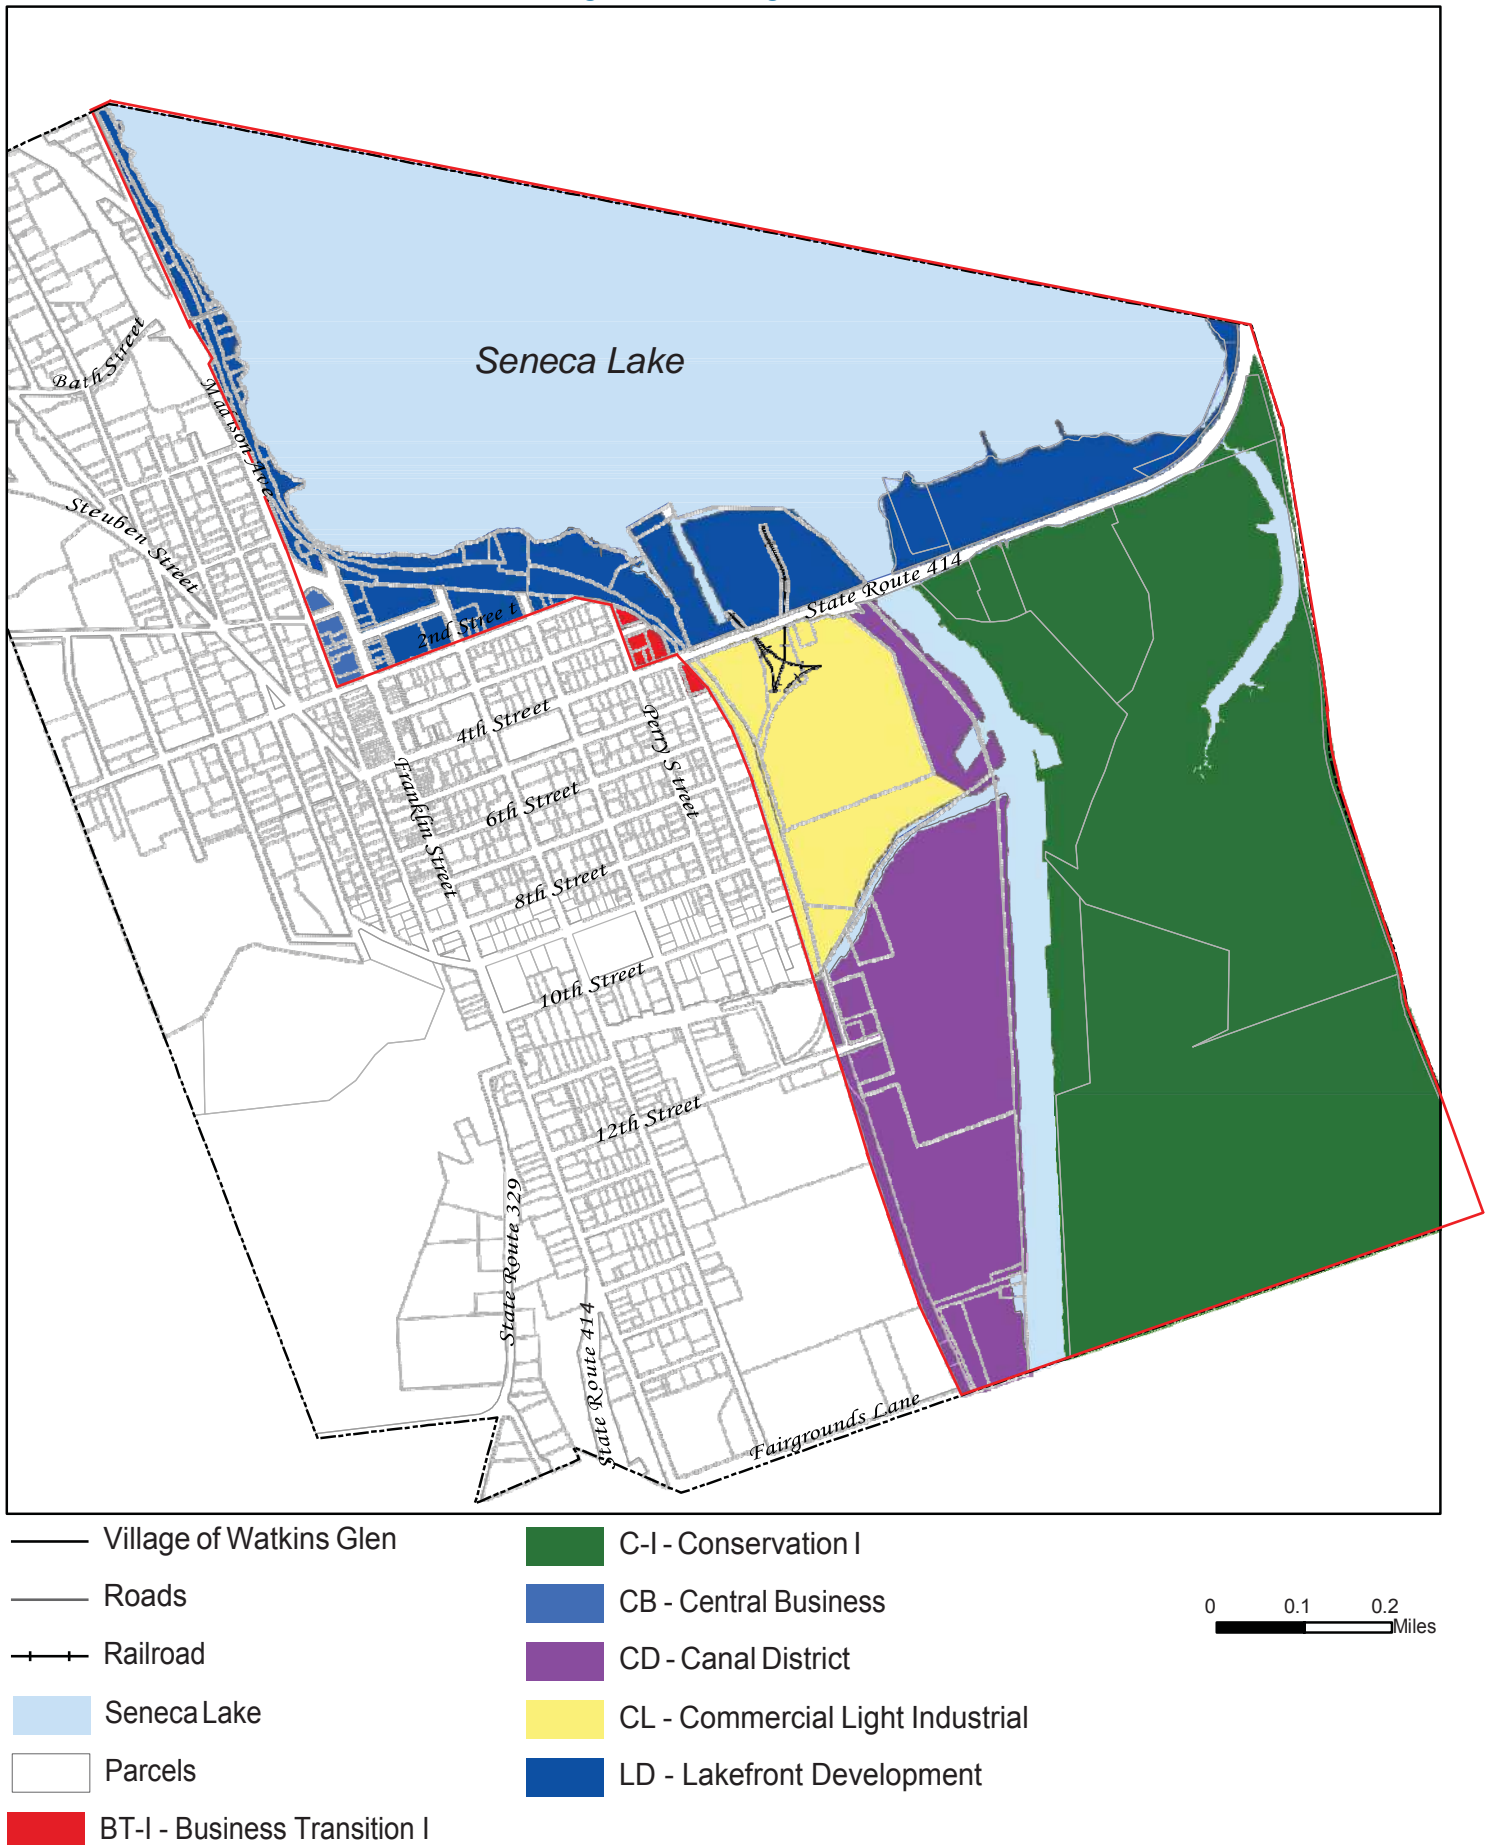 Seneca Lake
Bath Street
Madison Ave
Steuben Street
State Route 414
2nd Street
4th Street
Perry Street
Franklin Street
6th Street
8th Street
10th Street
12th Street
State Route 329
State Route 414
Fairgrounds Lane
Village of Watkins Glen
Roads
Railroad
Seneca Lake
Parcels
BT-I - Business Transition I
C-I - Conservation I
CB - Central Business
CD - Canal District
CL - Commercial Light Industrial
LD - Lakefront Development
0 0.1 0.2
Miles